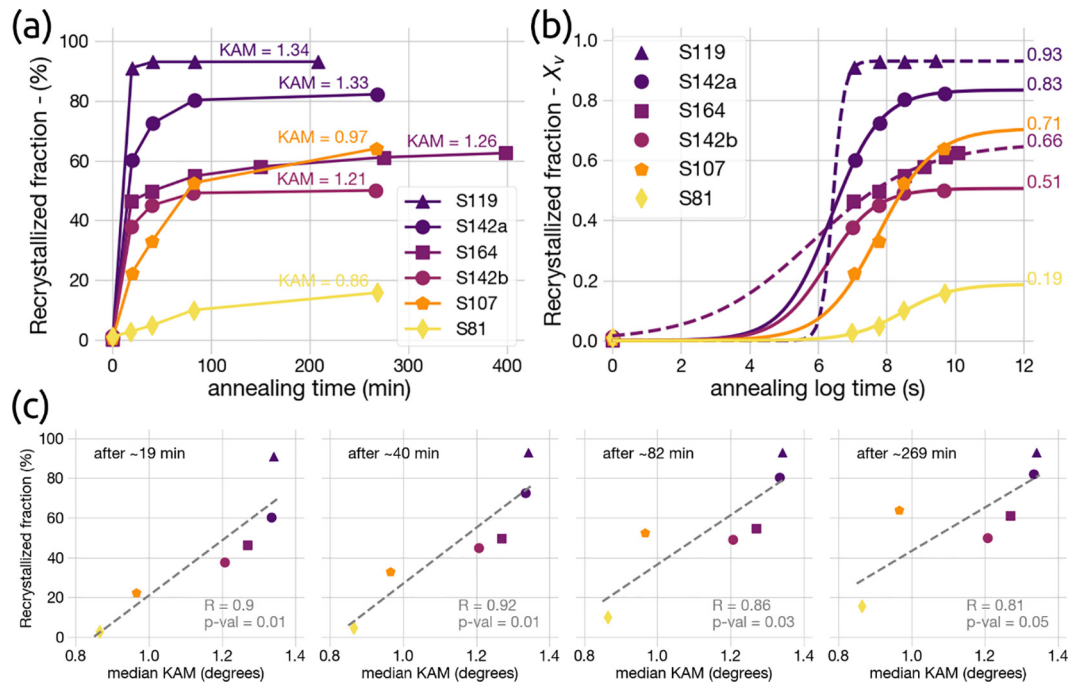 (a)
Recrystallized fraction - (%)
100
80
60
40
20
0
0
100
200
300
400
annealing time (min)
KAM = 1.34
KAM = 1.33
KAM = 0.97
KAM = 1.26
KAM = 1.21
KAM = 0.86
S119
S142a
S164
S142b
S107
S81
(b)
Recrystallized fraction - Xv
1.0
0.8
0.6
0.4
0.2
0.0
0
2
4
6
8
10
12
annealing log time (s)
S119
S142a
S164
S142b
S107
S81
0.93
0.83
0.71
0.66
0.51
0.19
(c)
Recrystallized fraction (%)
100
80
60
40
20
0
after ~19 min
R = 0.9
p-val = 0.01
0.8
1.0
1.2
1.4
median KAM (degrees)
after ~40 min
R = 0.92
p-val = 0.01
0.8
1.0
1.2
1.4
median KAM (degrees)
after ~82 min
R = 0.86
p-val = 0.03
0.8
1.0
1.2
1.4
median KAM (degrees)
after ~269 min
R = 0.81
p-val = 0.05
0.8
1.0
1.2
1.4
median KAM (degrees)